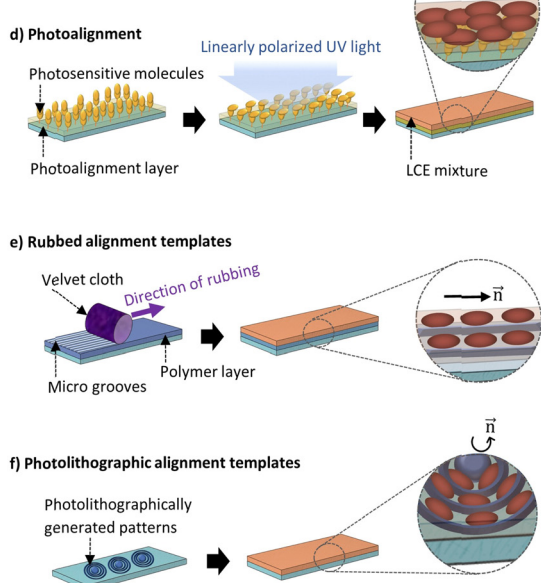 d) Photoalignment
Linearly polarized UV light
Photosensitive molecules
Photoalignment layer
LCE mixture
e) Rubbed alignment templates
Velvet cloth
Direction of rubbing
n⃗
Micro grooves
Polymer layer
n⃗
f) Photolithographic alignment templates
Photolithographically
generated patterns